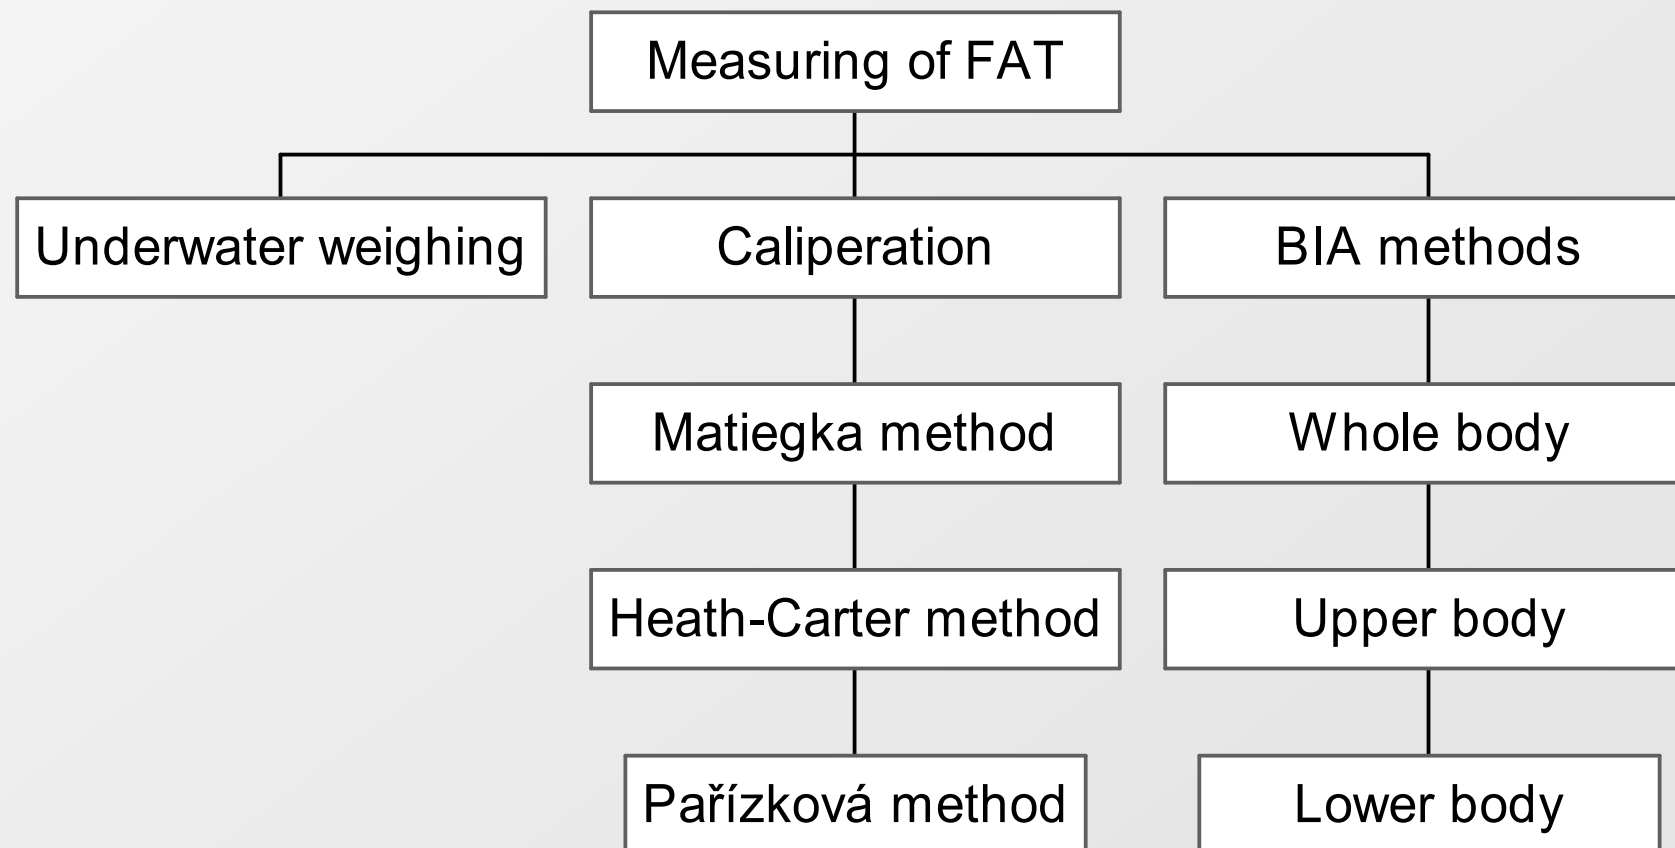 Measuring of FAT
Underwater weighing
Caliperation
BIA methods
Matiegka method
Whole body
Heath-Carter method
Upper body
Pařízková method
Lower body